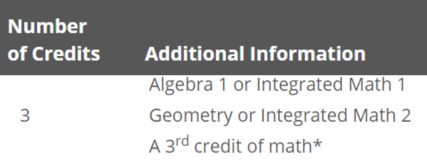 Number
of Credits Additional Information
Algebra 1 or Integrated Math 1
3 Geometry or Integrated Math 2
A 3rd credit of math*